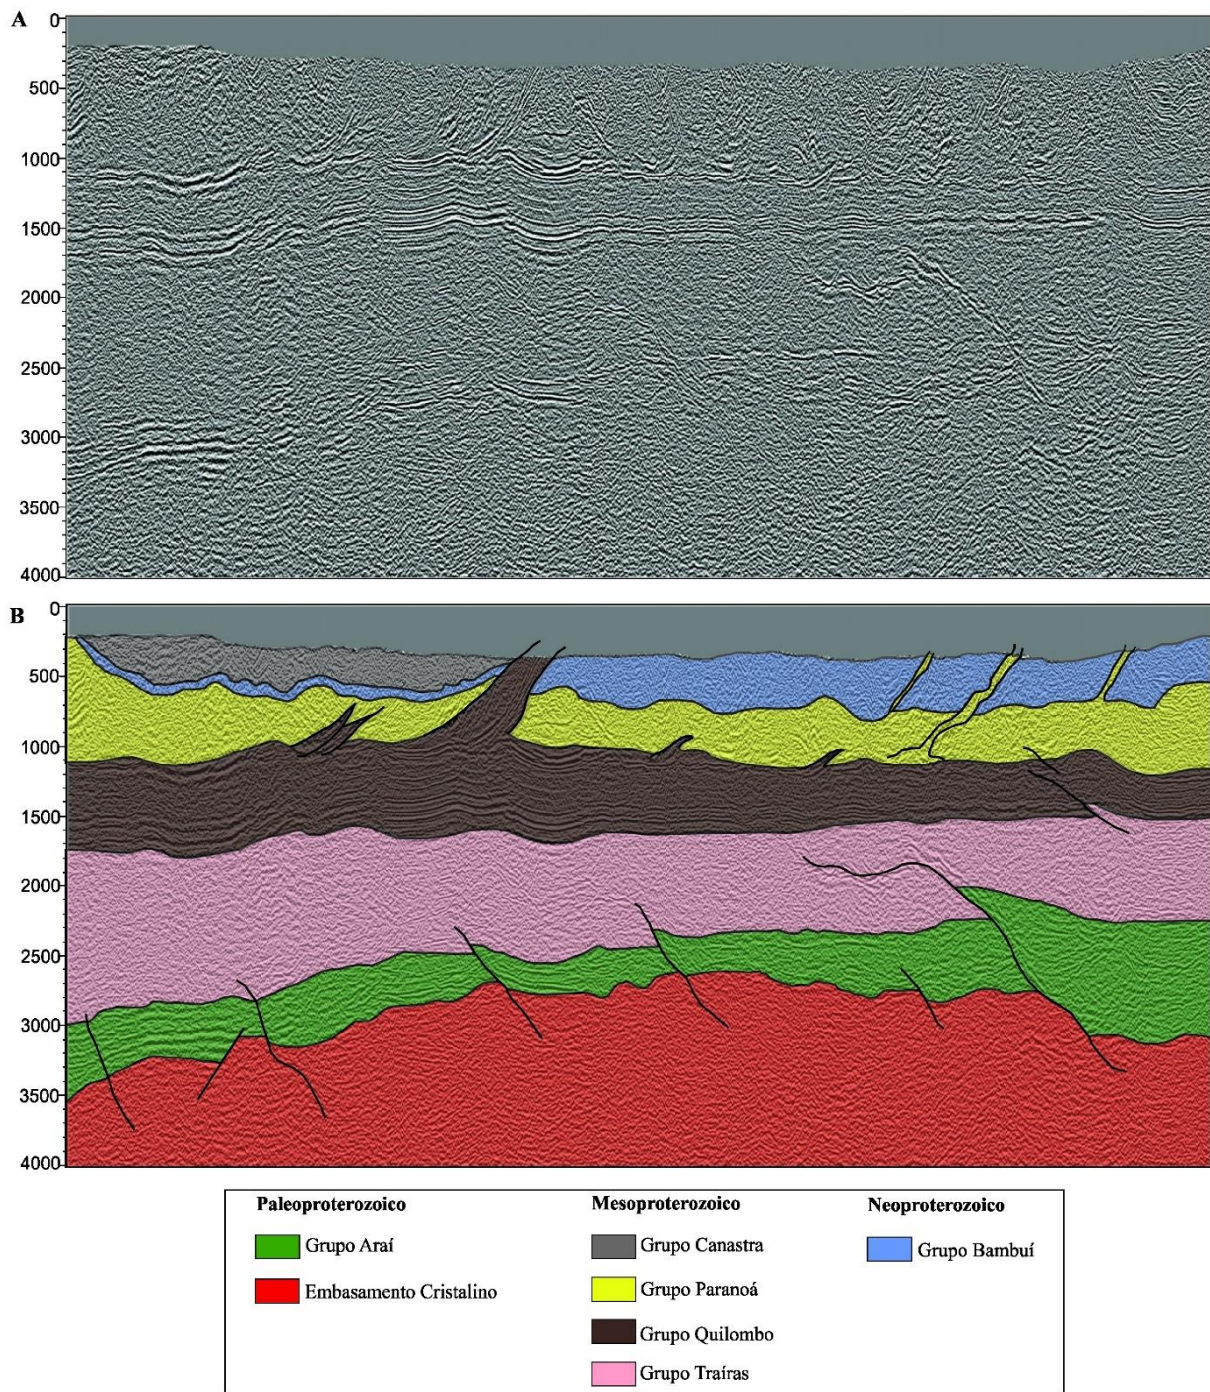 A
0
500
1000
1500
2000
2500
3000
3500
4000
B
0
500
1000
1500
2000
2500
3000
3500
4000
Paleoproterozoico
Grupo Araí
Embasamento Cristalino
Mesoproterozoico
Grupo Canastra
Grupo Paranoá
Grupo Quilombo
Grupo Traíras
Neoproterozoico
Grupo Bambuí